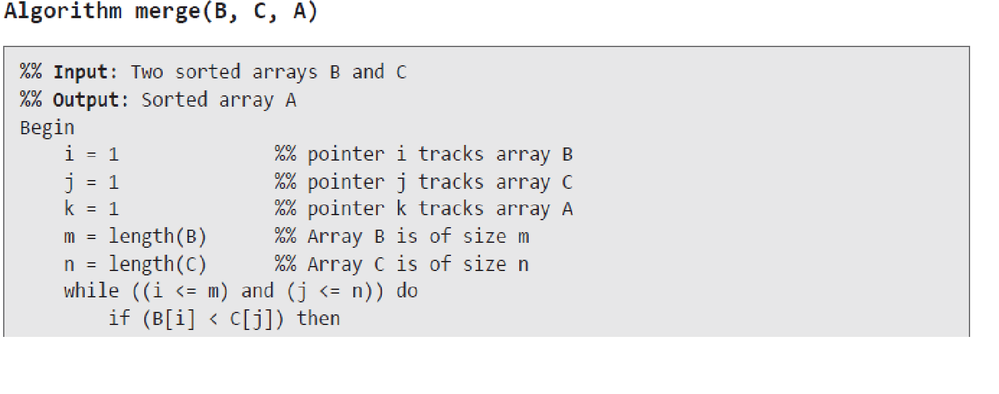 Algorithm merge(B, C, A)
%% Input: Two sorted arrays B and C
%% Output: Sorted array A
Begin
i = 1 %% pointer i tracks array B
j = 1 %% pointer j tracks array C
k = 1 %% pointer k tracks array A
m = length(B) %% Array B is of size m
n = length(C) %% Array C is of size n
while ((i <= m) and (j <= n)) do
if (B[i] < C[j]) then